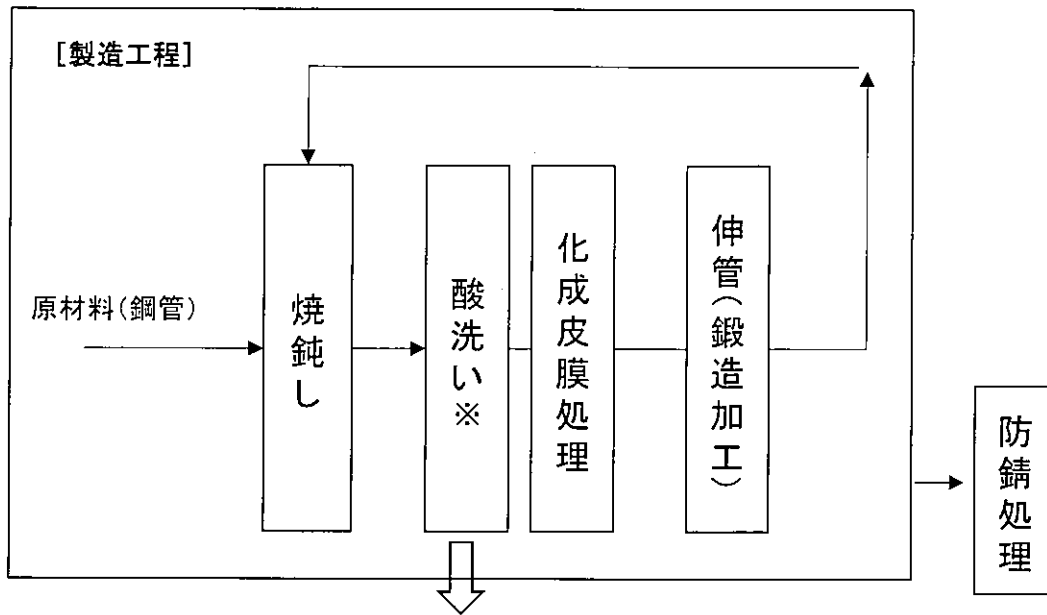 [製造工程]
原材料(鋼管)
焼鈍し
酸洗い※
化成皮膜処理
伸管(鍛造加工)
防錆処理